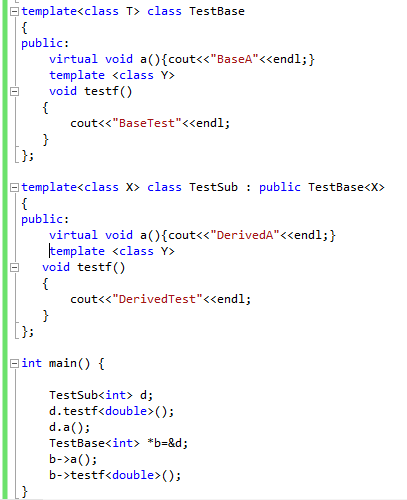 template<class T> class TestBase
{
public:
    virtual void a(){cout<<"BaseA"<<endl;}
    template <class Y>
    void testf()
   {
       cout<<"BaseTest"<<endl;
   }
};

template<class X> class TestSub : public TestBase<X>
{
public:
    virtual void a(){cout<<"DerivedA"<<endl;}
    template <class Y>
   void testf()
   {
       cout<<"DerivedTest"<<endl;
   }
};

int main() {

    TestSub<int> d;
    d.testf<double>();
    d.a();
    TestBase<int> *b=&d;
    b->a();
    b->testf<double>();
}